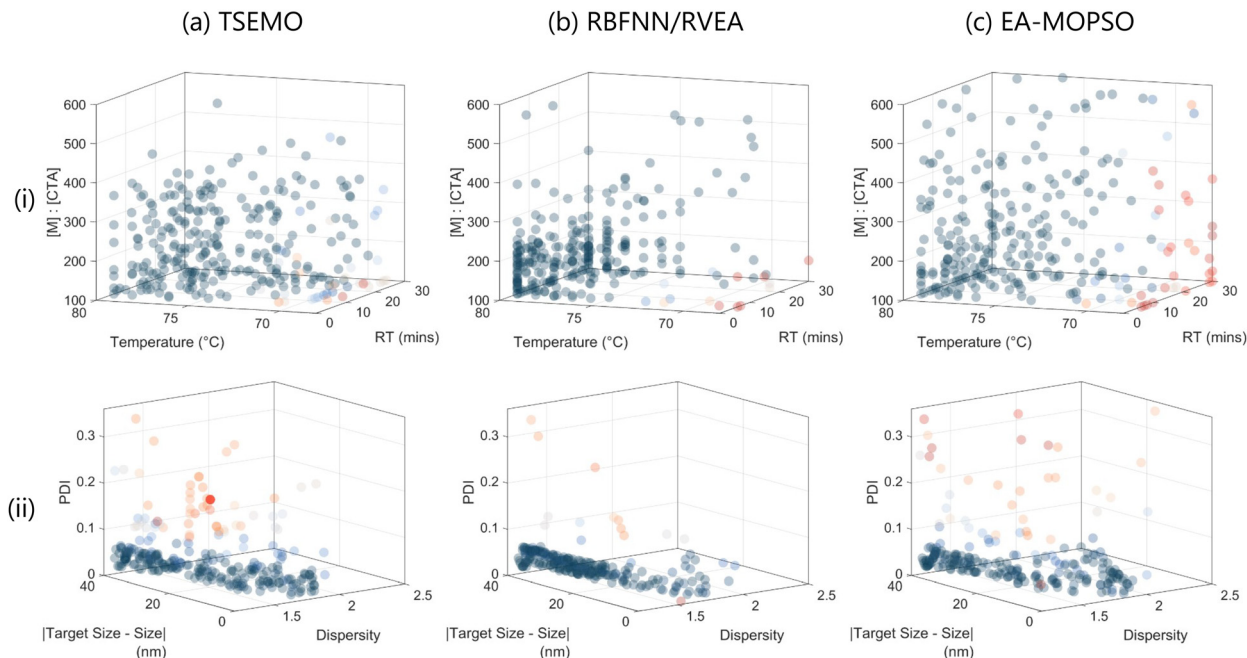 (a) TSEMO
(b) RBFNN/RVEA
(c) EA-MOPSO
(i)
[M] : [CTA]
600
500
400
300
200
100
80
75
70
0
10
20
30
Temperature (°C)
RT (mins)
[M] : [CTA]
600
500
400
300
200
100
80
75
70
0
10
20
30
Temperature (°C)
RT (mins)
[M] : [CTA]
600
500
400
300
200
100
80
75
70
0
10
20
30
Temperature (°C)
RT (mins)
(ii)
PDI
0.3
0.2
0.1
0
40
20
0
1.5
2
2.5
|Target Size - Size|
(nm)
Dispersity
PDI
0.3
0.2
0.1
0
40
20
0
1.5
2
2.5
|Target Size - Size|
(nm)
Dispersity
PDI
0.3
0.2
0.1
0
40
20
0
1.5
2
2.5
|Target Size - Size|
(nm)
Dispersity